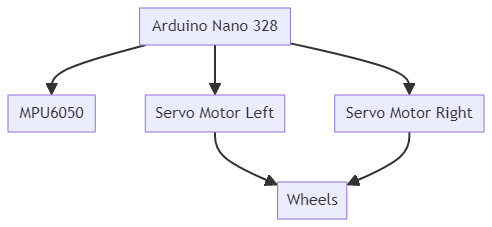 Arduino Nano 328
MPU6050
Servo Motor Left
Servo Motor Right
Wheels